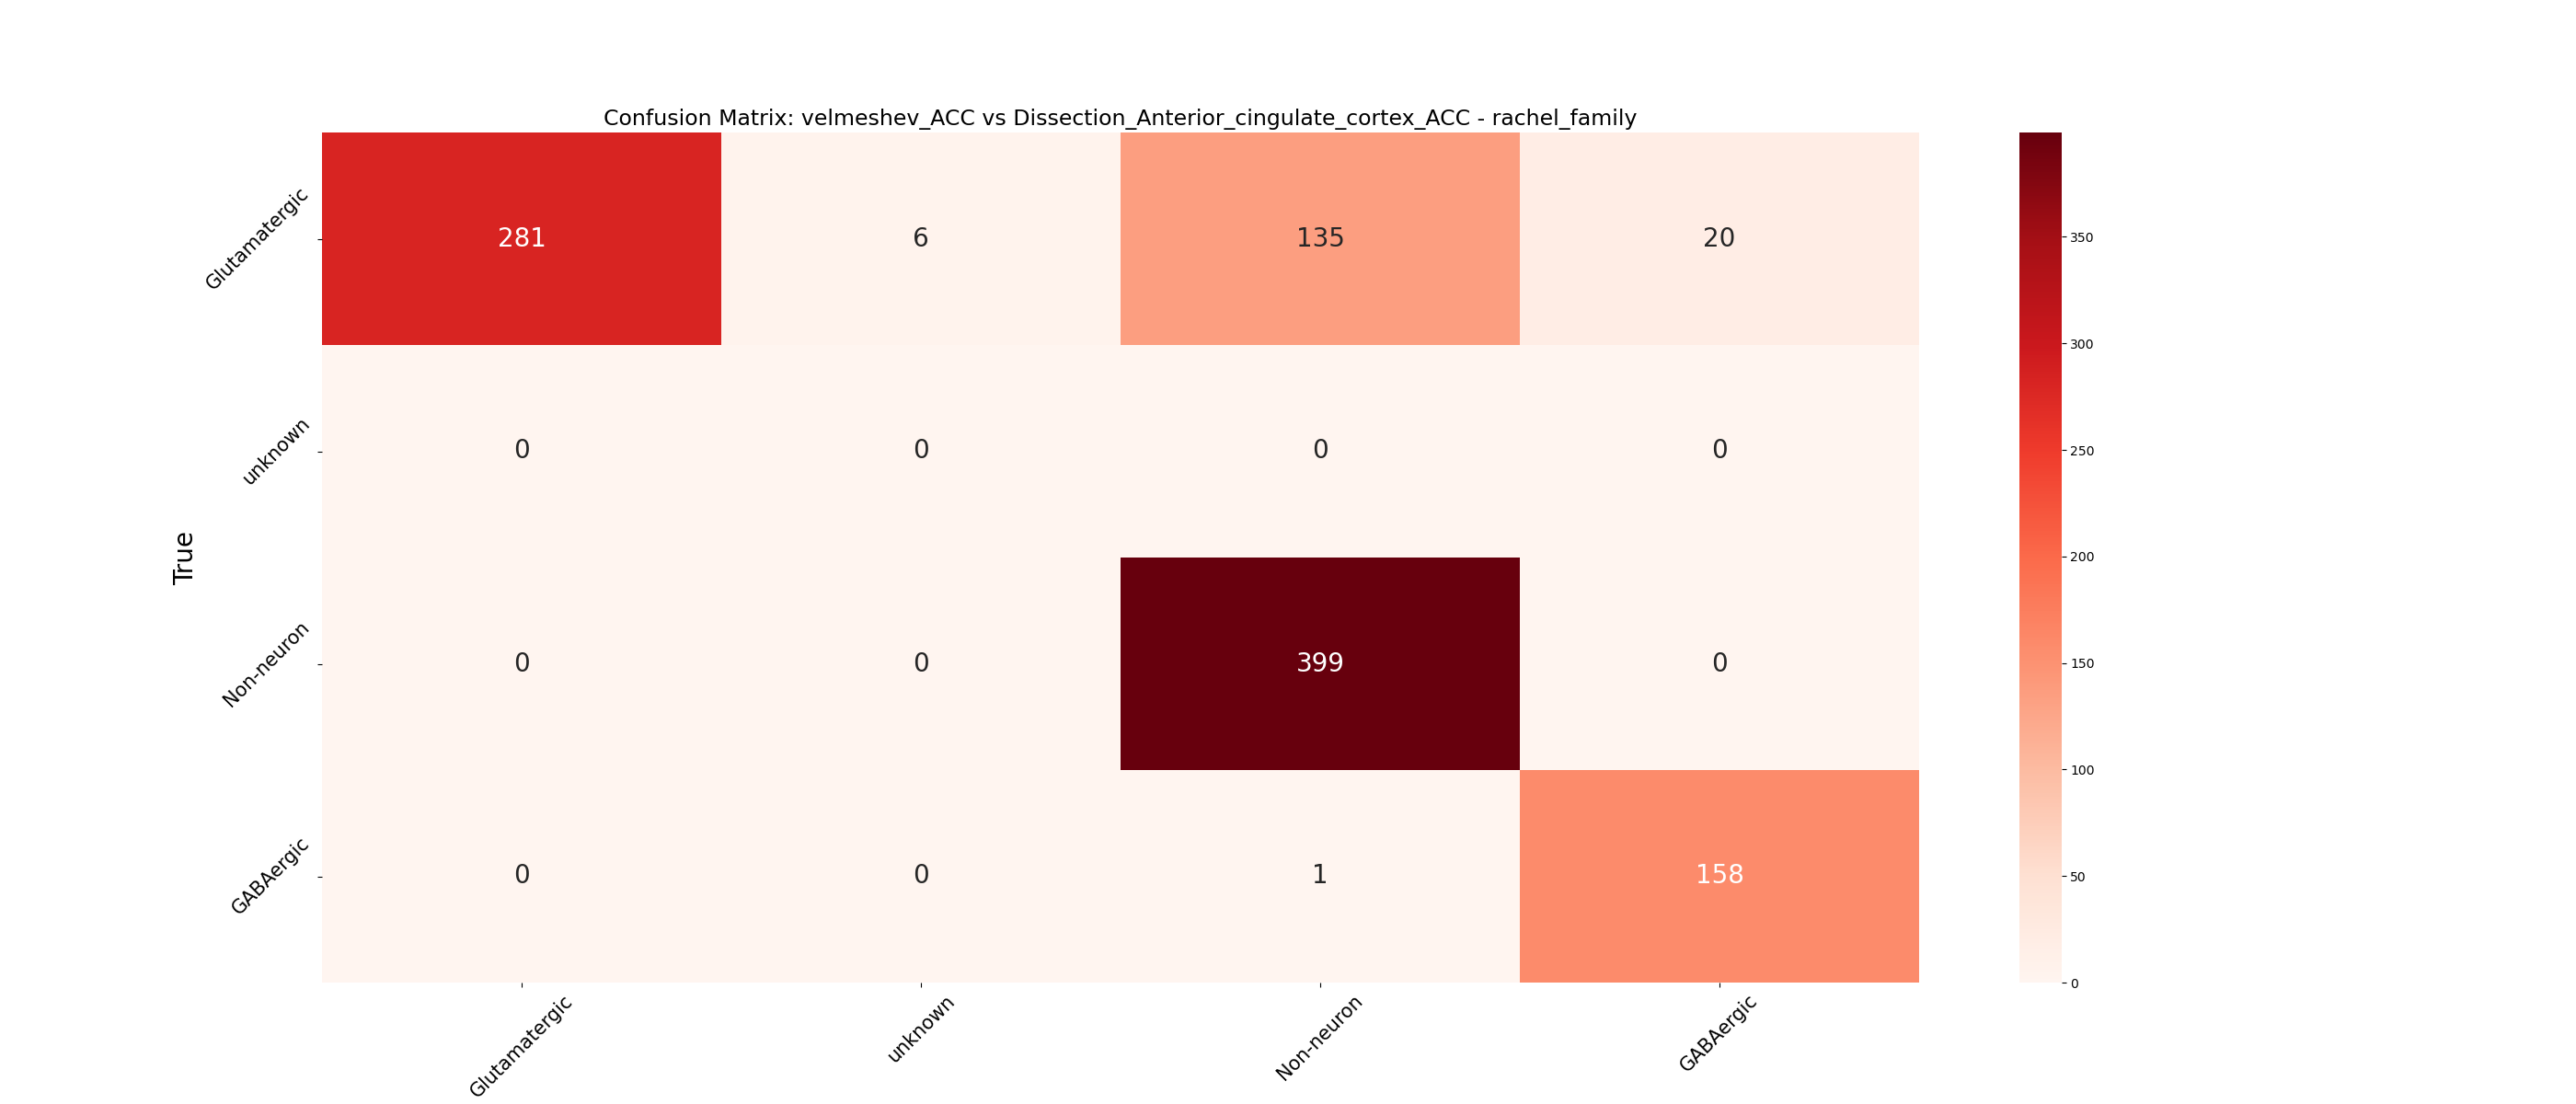 Confusion Matrix: velmeshev_ACC vs Dissection_Anterior_cingulate_cortex_ACC - rachel_family
True
Glutamatergic
281 6 135 20
unknown
0 0 0 0
Non-neuron
0 0 399 0
GABAergic
0 0 1 158
Glutamatergic unknown Non-neuron GABAergic
350
300
250
200
150
100
50
0